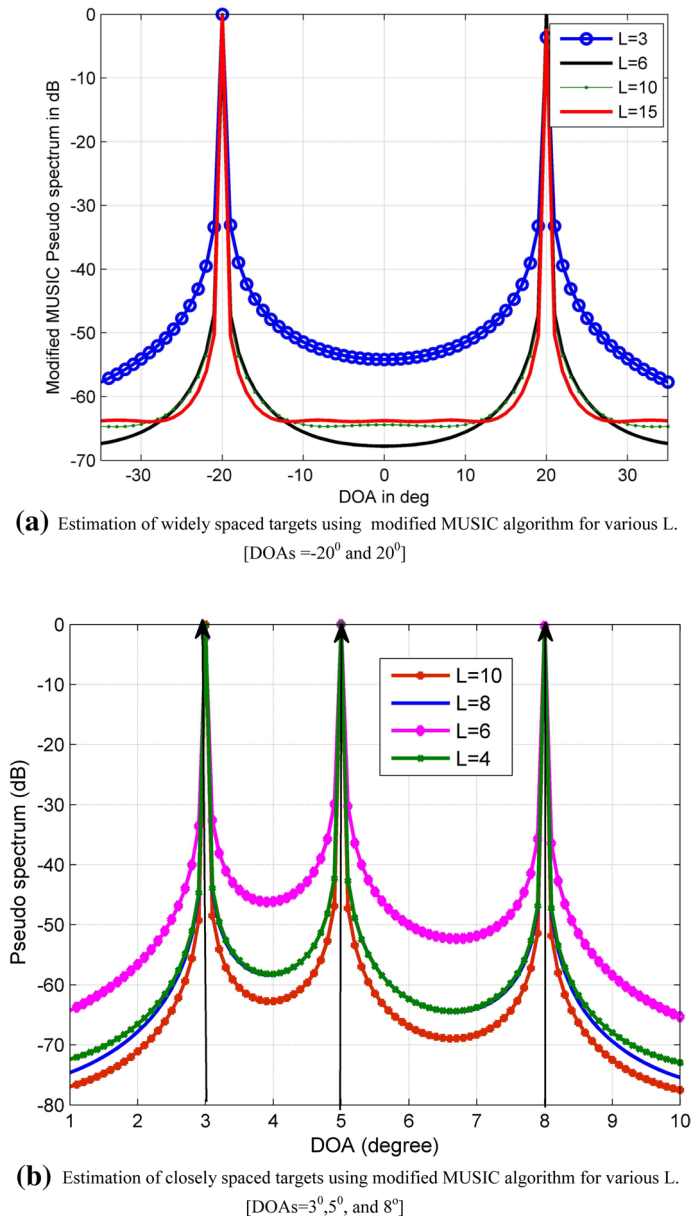 0
-10
-20
-30
-40
-50
-60
-70
Modified MUSIC Pseudo spectrum in dB
L=3
L=6
L=10
L=15
-30 -20 -10 0 10 20 30
DOA in deg
(a) Estimation of widely spaced targets using modified MUSIC algorithm for various L.
[DOAs =-20⁰ and 20⁰]
0
-10
-20
-30
-40
-50
-60
-70
-80
Pseudo spectrum (dB)
L=10
L=8
L=6
L=4
1 2 3 4 5 6 7 8 9 10
DOA (degree)
(b) Estimation of closely spaced targets using modified MUSIC algorithm for various L.
[DOAs=3⁰,5⁰, and 8⁰]